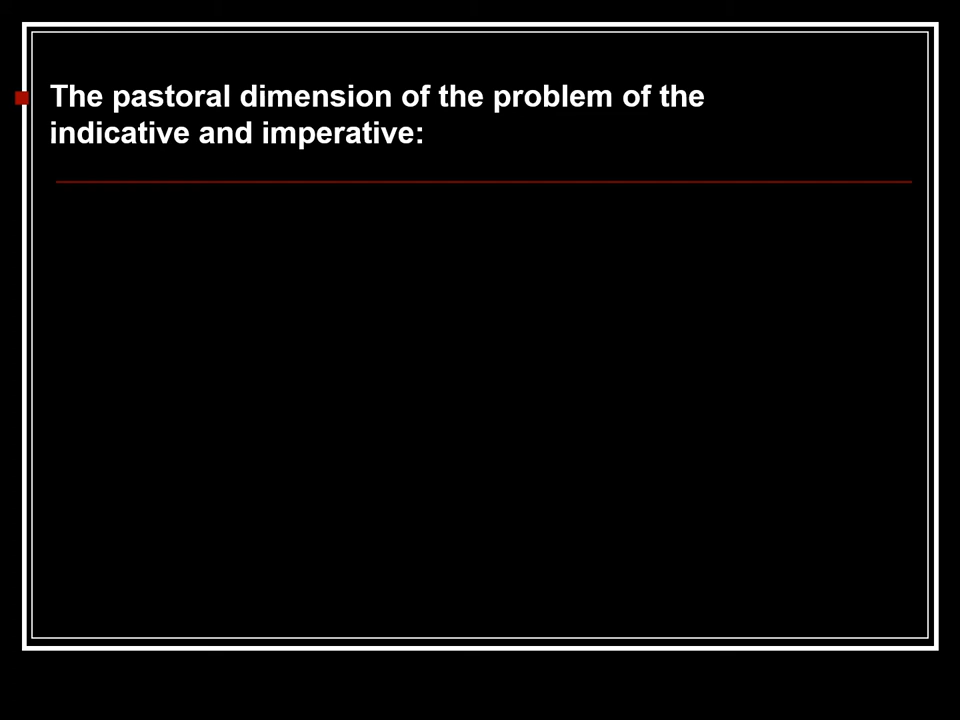 The pastoral dimension of the problem of the
indicative and imperative: